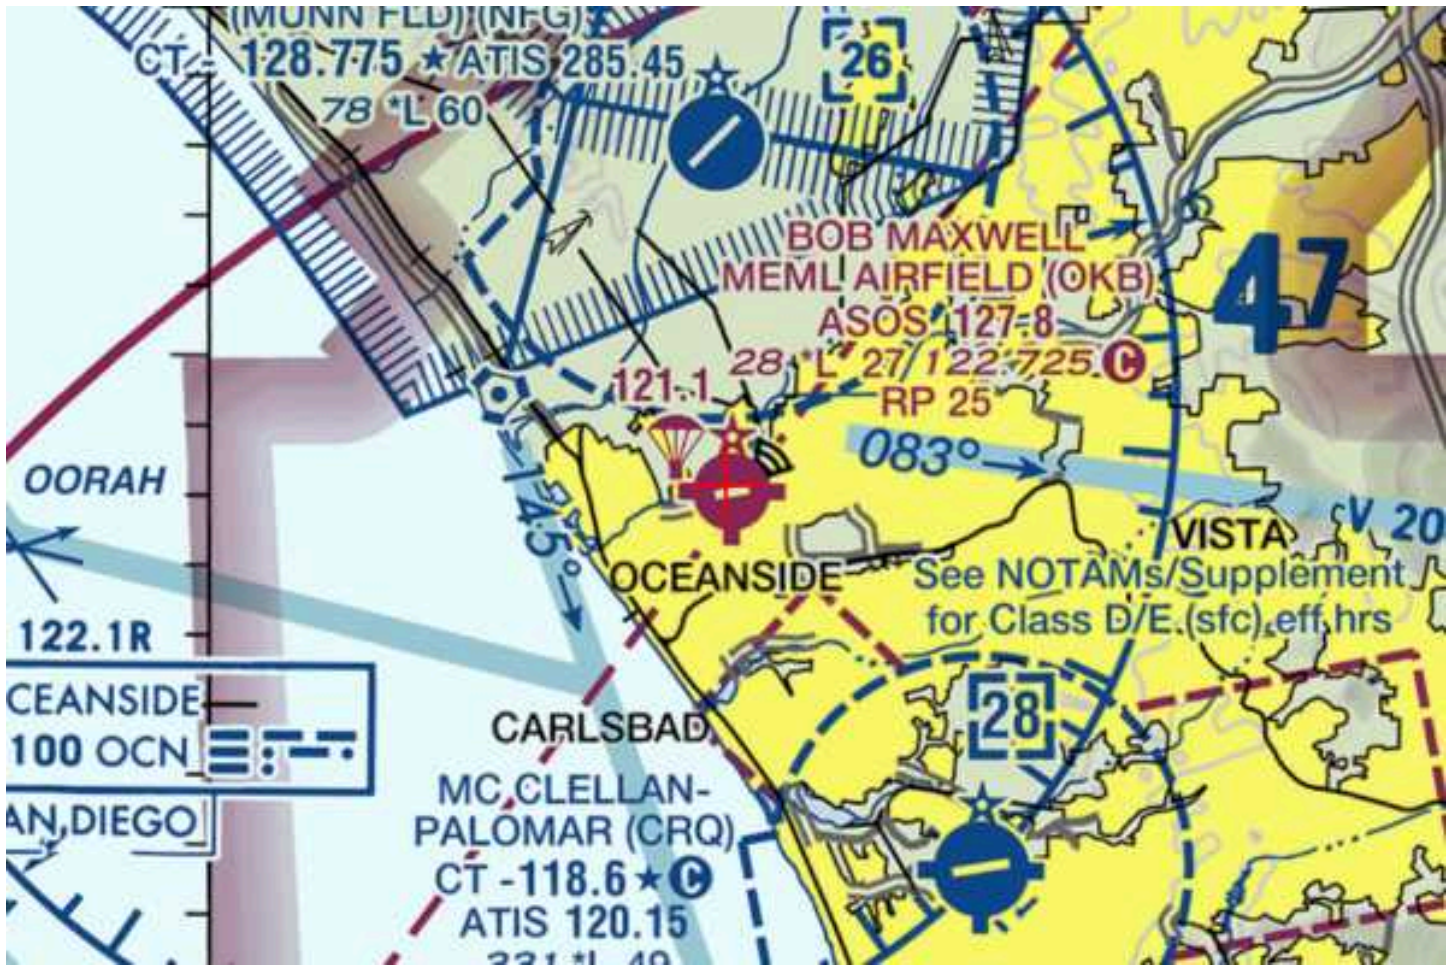 (MUNN FLD) (NFG)
CT - 128.775 ★ ATIS 285.45
78 *L 60
26
BOB MAXWELL
MEML AIRFIELD (OKB)
ASOS 127.8
28 *L 27 122.725 C
RP 25
121.1
47
OORAH
083°
145°
V 20
VISTA
OCEANSIDE
See NOTAMs/Supplement
for Class D/E (sfc) eff hrs
122.1R
CEANSIDE
100 OCN
AN DIEGO
28
CARLSBAD
MC CLELLAN-
PALOMAR (CRQ)
CT - 118.6 ★ C
ATIS 120.15
331 *L 49